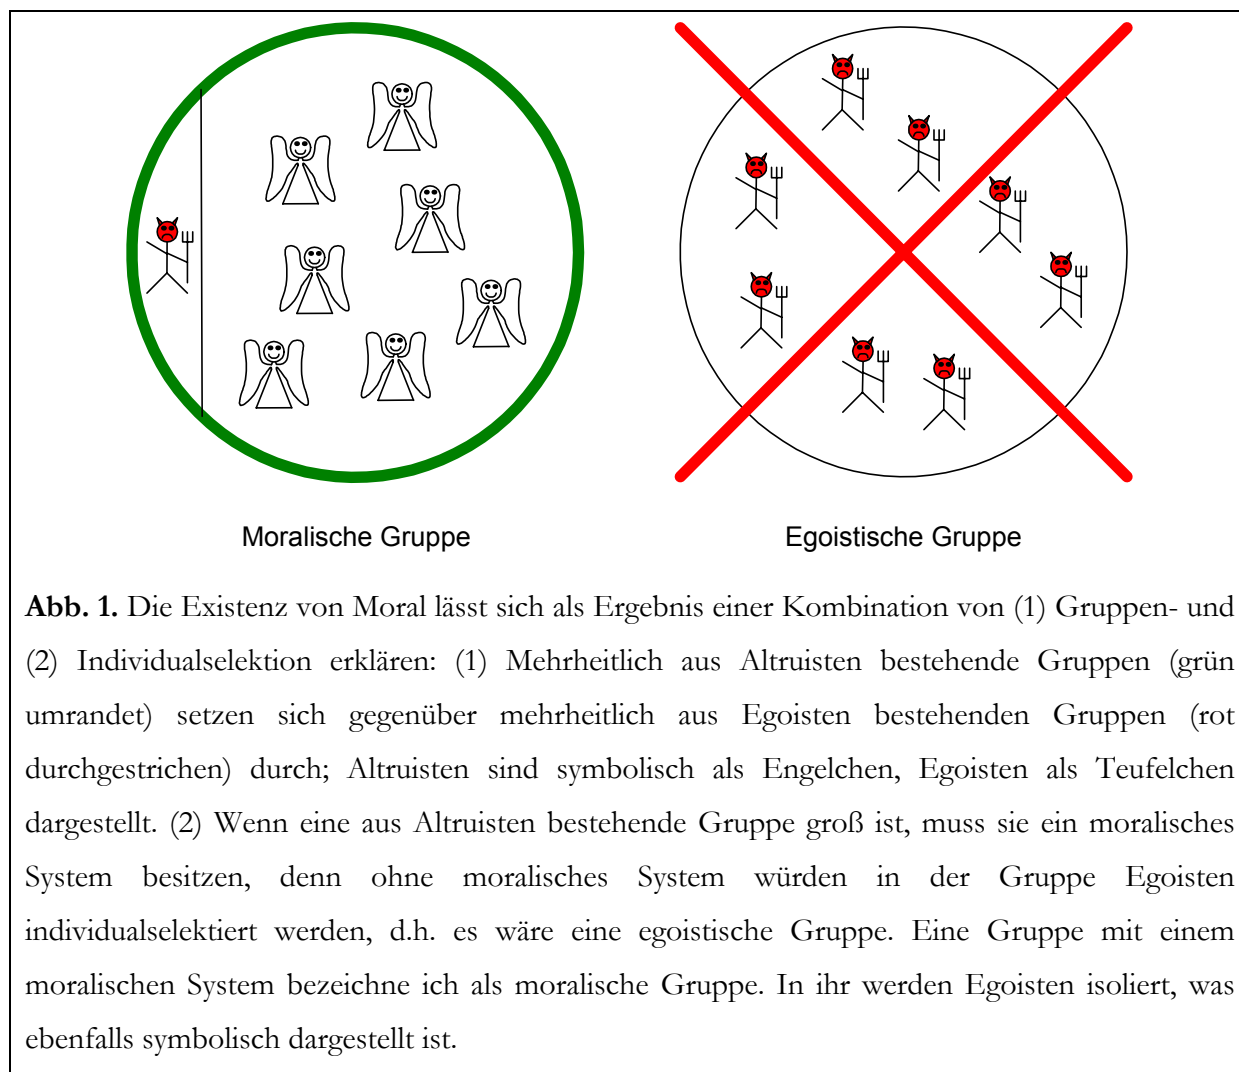 Moralische Gruppe
Egoistische Gruppe
Abb. 1. Die Existenz von Moral lässt sich als Ergebnis einer Kombination von (1) Gruppen- und
(2) Individualselektion erklären: (1) Mehrheitlich aus Altruisten bestehende Gruppen (grün
umrandet) setzen sich gegenüber mehrheitlich aus Egoisten bestehenden Gruppen (rot
durchgestrichen) durch; Altruisten sind symbolisch als Engelchen, Egoisten als Teufelchen
dargestellt. (2) Wenn eine aus Altruisten bestehende Gruppe groß ist, muss sie ein moralisches
System besitzen, denn ohne moralisches System würden in der Gruppe Egoisten
individualselektiert werden, d.h. es wäre eine egoistische Gruppe. Eine Gruppe mit einem
moralischen System bezeichne ich als moralische Gruppe. In ihr werden Egoisten isoliert, was
ebenfalls symbolisch dargestellt ist.